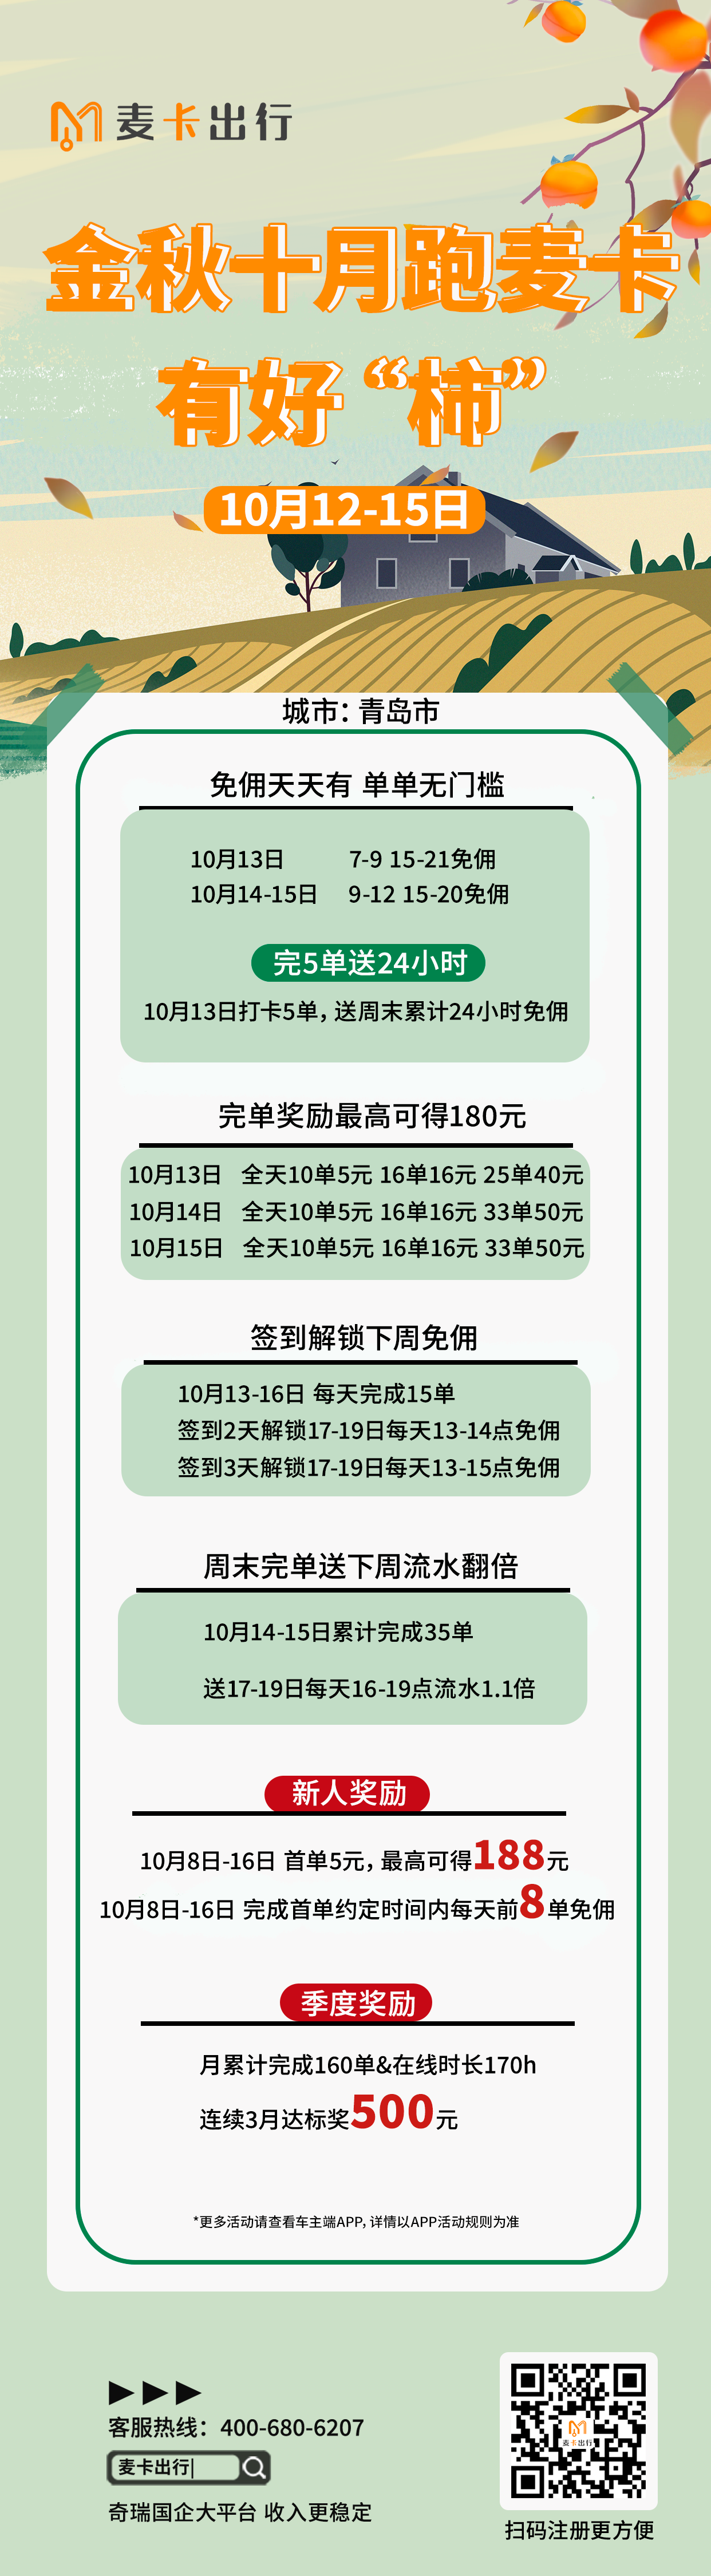 麦卡出行
金秋十月跑麦卡
有好“柿”
10月12-15日
城市：青岛市
免佣天天有 单单无门槛
10月13日 7-9 15-21免佣
10月14-15日 9-12 15-20免佣
完5单送24小时
10月13日打卡5单，送周末累计24小时免佣
完单奖励最高可得180元
10月13日 全天10单5元 16单16元 25单40元
10月14日 全天10单5元 16单16元 33单50元
10月15日 全天10单5元 16单16元 33单50元
签到解锁下周免佣
10月13-16日 每天完成15单
签到2天解锁17-19日每天13-14点免佣
签到3天解锁17-19日每天13-15点免佣
周末完单送下周流水翻倍
10月14-15日累计完成35单
送17-19日每天16-19点流水1.1倍
新人奖励
10月8日-16日 首单5元，最高可得188元
10月8日-16日 完成首单约定时间内每天前8单免佣
季度奖励
月累计完成160单&在线时长170h
连续3月达标奖500元
*更多活动请查看车主端APP，详情以APP活动规则为准
客服热线：400-680-6207
麦卡出行|
奇瑞国企大平台 收入更稳定
麦卡出行
扫码注册更方便